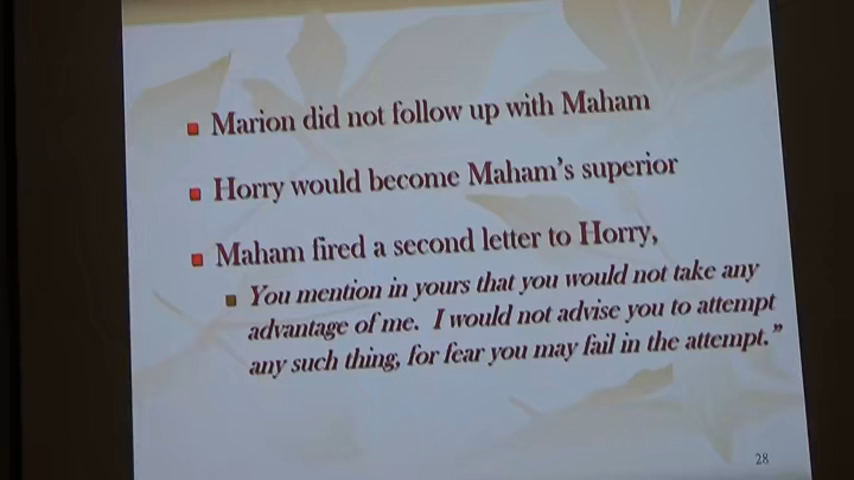 Marion did not follow up with Maham
Horry would become Maham's superior
Maham fired a second letter to Horry,
You mention in yours that you would not take any
advantage of me. I would not advise you to attempt
any such thing, for fear you may fail in the attempt."
28